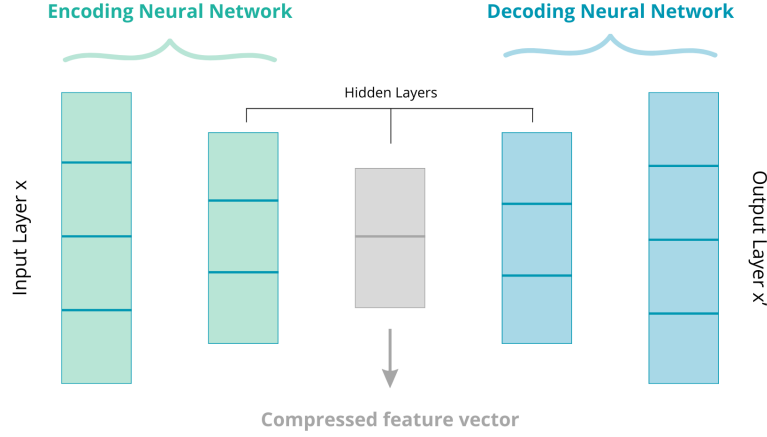 Encoding Neural Network
Decoding Neural Network
Hidden Layers
Input Layer x
Output Layer x’
Compressed feature vector